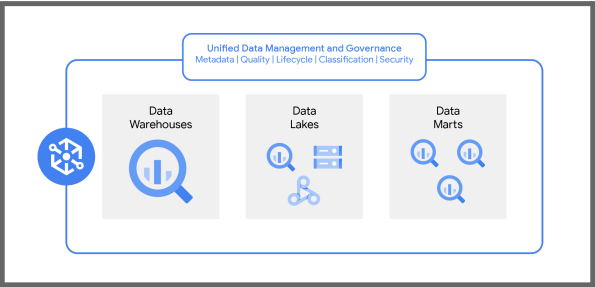 Unified Data Management and Governance
Metadata | Quality | Lifecycle | Classification | Security
Data
Warehouses
Data
Lakes
Data
Marts